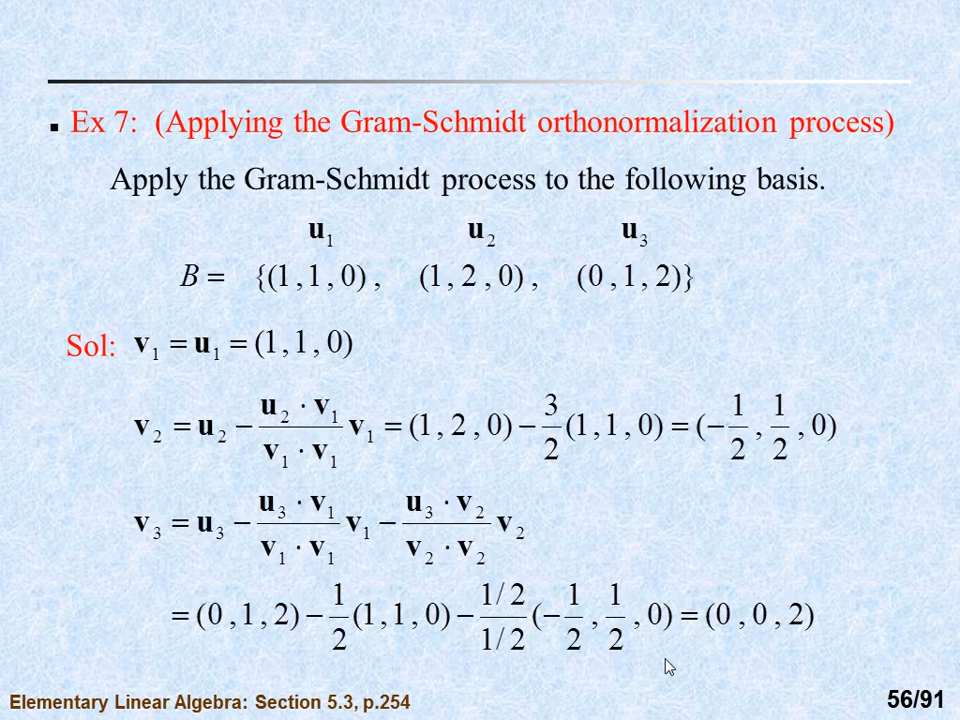 ▪ Ex 7: (Applying the Gram-Schmidt orthonormalization process)
Apply the Gram-Schmidt process to the following basis.
u₁ u₂ u₃
B = {(1, 1, 0), (1, 2, 0), (0, 1, 2)}
Sol: v₁ = u₁ = (1, 1, 0)
v₂ = u₂ − (u₂ · v₁)/(v₁ · v₁) v₁ = (1, 2, 0) − 3/2 (1, 1, 0) = (−1/2, 1/2, 0)
v₃ = u₃ − (u₃ · v₁)/(v₁ · v₁) v₁ − (u₃ · v₂)/(v₂ · v₂) v₂
= (0, 1, 2) − 1/2 (1, 1, 0) − (1/2)/(1/2) (−1/2, 1/2, 0) = (0, 0, 2)
Elementary Linear Algebra: Section 5.3, p.254
56/91